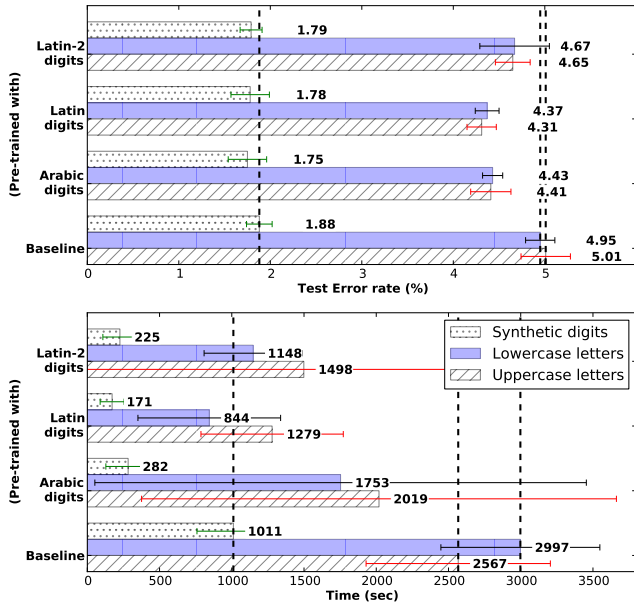 (Pre-trained with)
Latin-2
digits
1.79
4.67
4.65
Latin
digits
1.78
4.37
4.31
Arabic
digits
1.75
4.43
4.41
Baseline
1.88
4.95
5.01
0 1 2 3 4 5
Test Error rate (%)
(Pre-trained with)
Synthetic digits
Lowercase letters
Uppercase letters
Latin-2
digits
225
1148
1498
Latin
digits
171
844
1279
Arabic
digits
282
1753
2019
Baseline
1011
2997
2567
0 500 1000 1500 2000 2500 3000 3500
Time (sec)